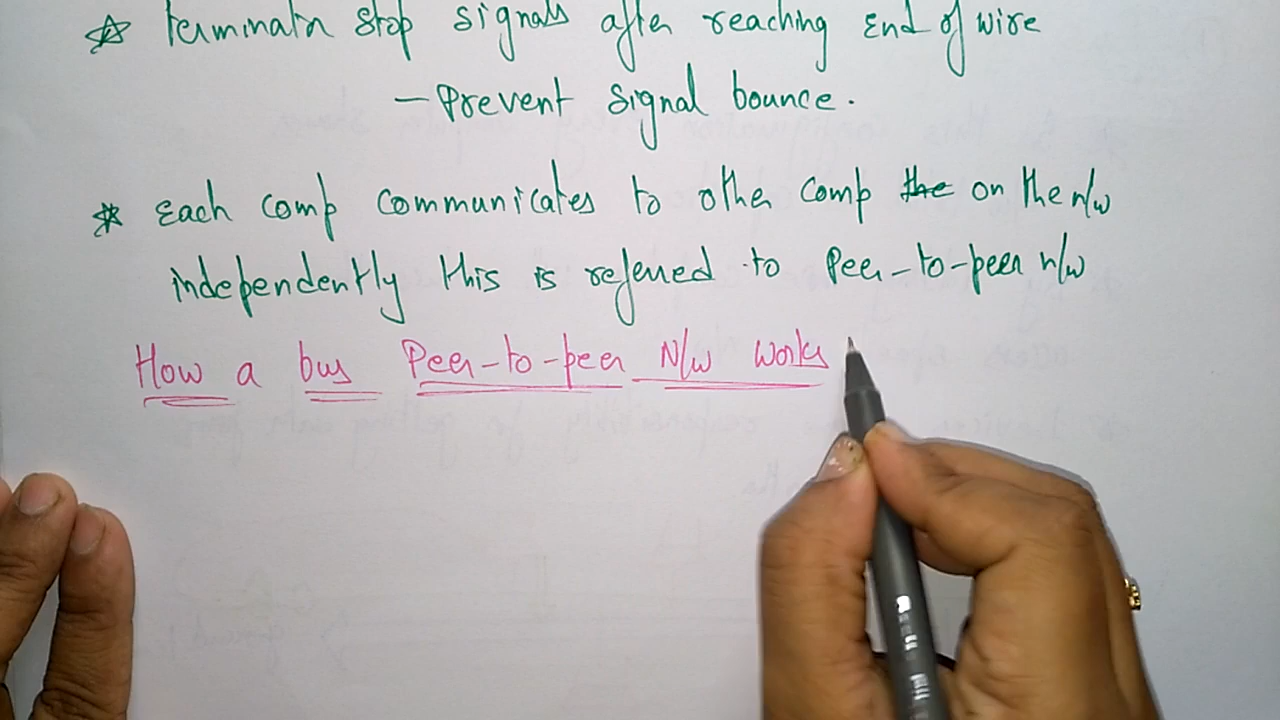 ☆ terminatr stop signals after reaching End of wire
- Prevent signal bounce.
☆ Each comp communicates to other comp the on the n/w
independently this is referred to Peer-to-peer n/w
How a bus Peer-to-peer N/w works